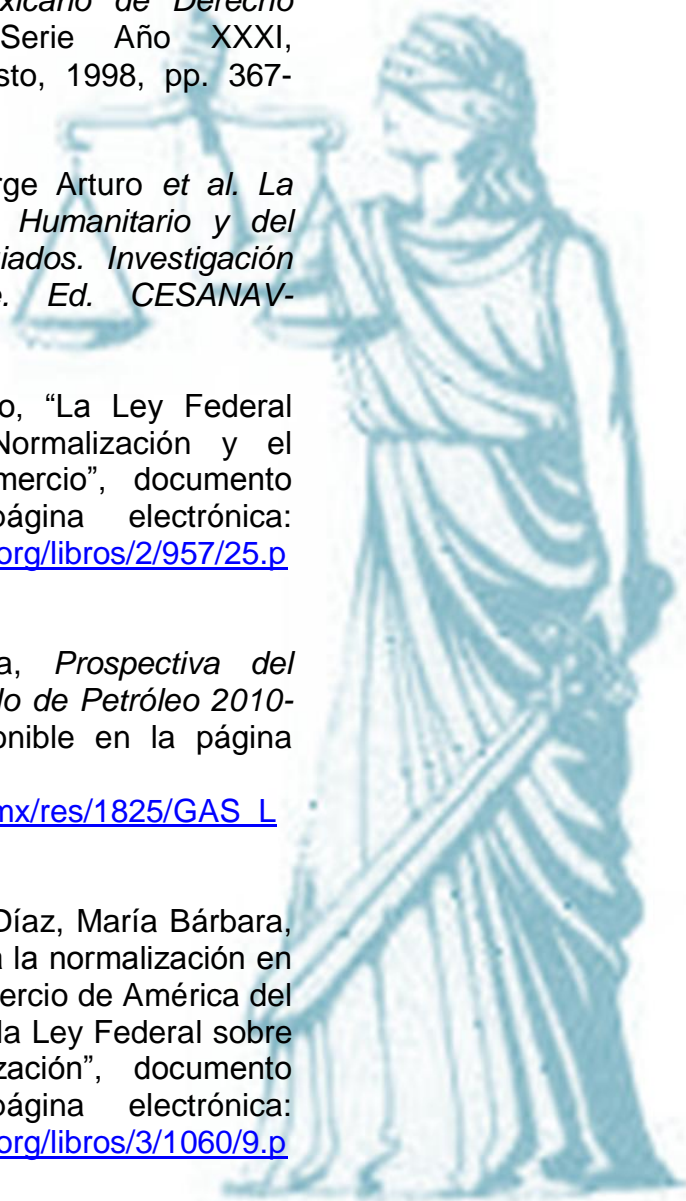 xicano de Derecho
Serie Año XXXI,
sto, 1998, pp. 367-
rge Arturo et al. La
Humanitario y del
iados. Investigación
e. Ed. CESANAV-
o, “La Ley Federal
Normalización y el
mercio”, documento
página electrónica:
org/libros/2/957/25.p
a, Prospectiva del
do de Petróleo 2010-
onible en la página
mx/res/1825/GAS_L
Díaz, María Bárbara,
a la normalización en
mercio de América del
la Ley Federal sobre
zación”, documento
página electrónica:
org/libros/3/1060/9.p